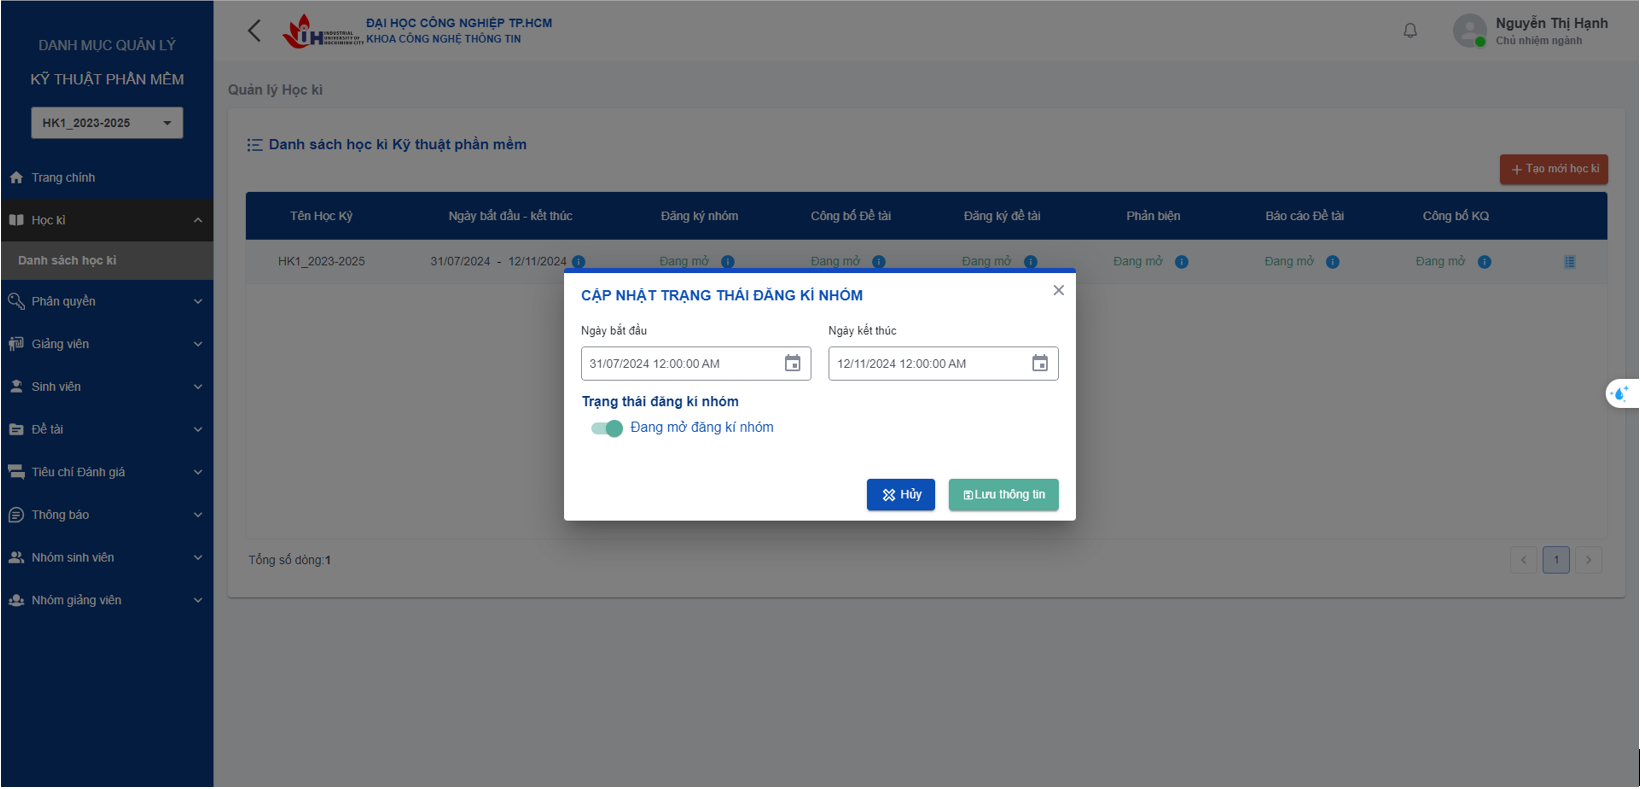 DANH MỤC QUẢN LÝ
KỸ THUẬT PHẦN MỀM
HK1_2023-2025
Trang chính
Học kì
Danh sách học kì
Phân quyền
Giảng viên
Sinh viên
Đề tài
Tiêu chí Đánh giá
Thông báo
Nhóm sinh viên
Nhóm giảng viên
IUH
INDUSTRIAL
UNIVERSITY OF
HOCHIMINH CITY
ĐẠI HỌC CÔNG NGHIỆP TP.HCM
KHOA CÔNG NGHỆ THÔNG TIN
Nguyễn Thị Hạnh
Chủ nhiệm ngành
Quản lý Học kì
Danh sách học kì Kỹ thuật phần mềm
+ Tạo mới học kì
Tên Học Kỳ Ngày bắt đầu - kết thúc Đăng ký nhóm Công bố Đề tài Đăng ký đề tài Phản biện Báo cáo Đề tài Công bố KQ
HK1_2023-2025 31/07/2024 - 12/11/2024 Đang mở Đang mở Đang mở Đang mở Đang mở Đang mở
CẬP NHẬT TRẠNG THÁI ĐĂNG KÍ NHÓM
Ngày bắt đầu Ngày kết thúc
31/07/2024 12:00:00 AM 12/11/2024 12:00:00 AM
Trạng thái đăng kí nhóm
Đang mở đăng kí nhóm
Hủy Lưu thông tin
Tổng số dòng:1
1